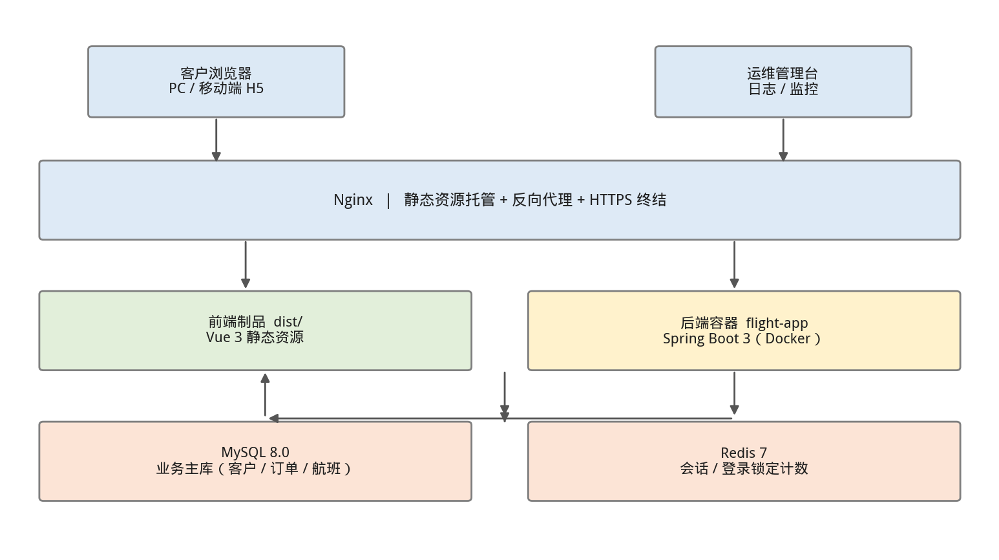 客户浏览器
PC / 移动端 H5
运维管理台
日志 / 监控
Nginx | 静态资源托管 + 反向代理 + HTTPS 终结
前端制品 dist/
Vue 3 静态资源
后端容器 flight-app
Spring Boot 3（Docker）
MySQL 8.0
业务主库（客户 / 订单 / 航班）
Redis 7
会话 / 登录锁定计数